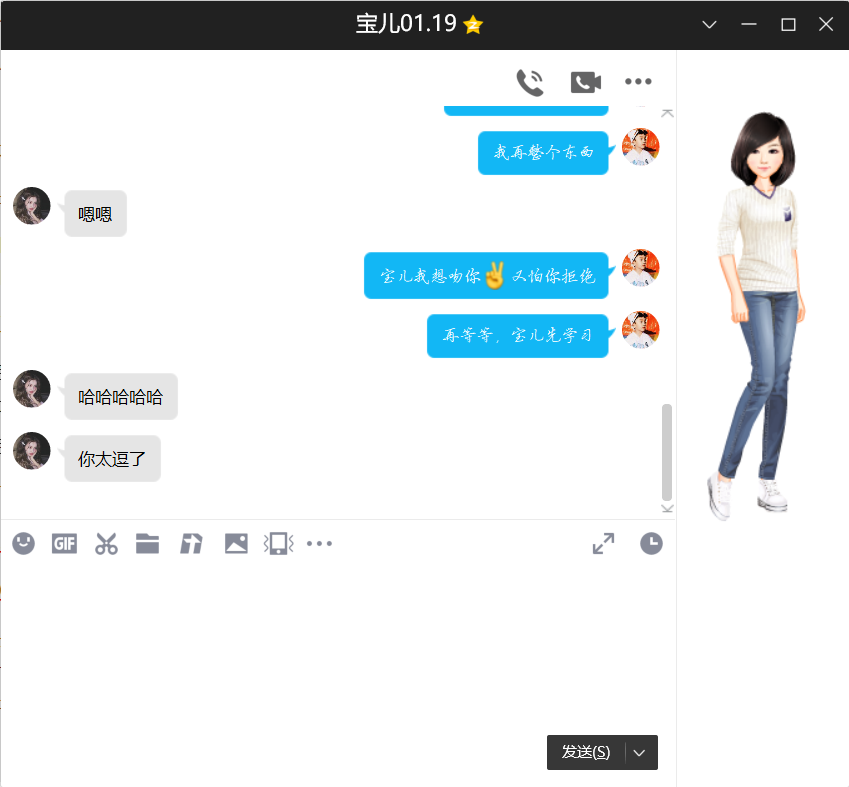 宝儿01.19
我再整个东西
嗯嗯
宝儿我想吻你✌又怕你拒绝
再等等，宝儿先学习
哈哈哈哈哈
你太逗了
GIF
发送(S)